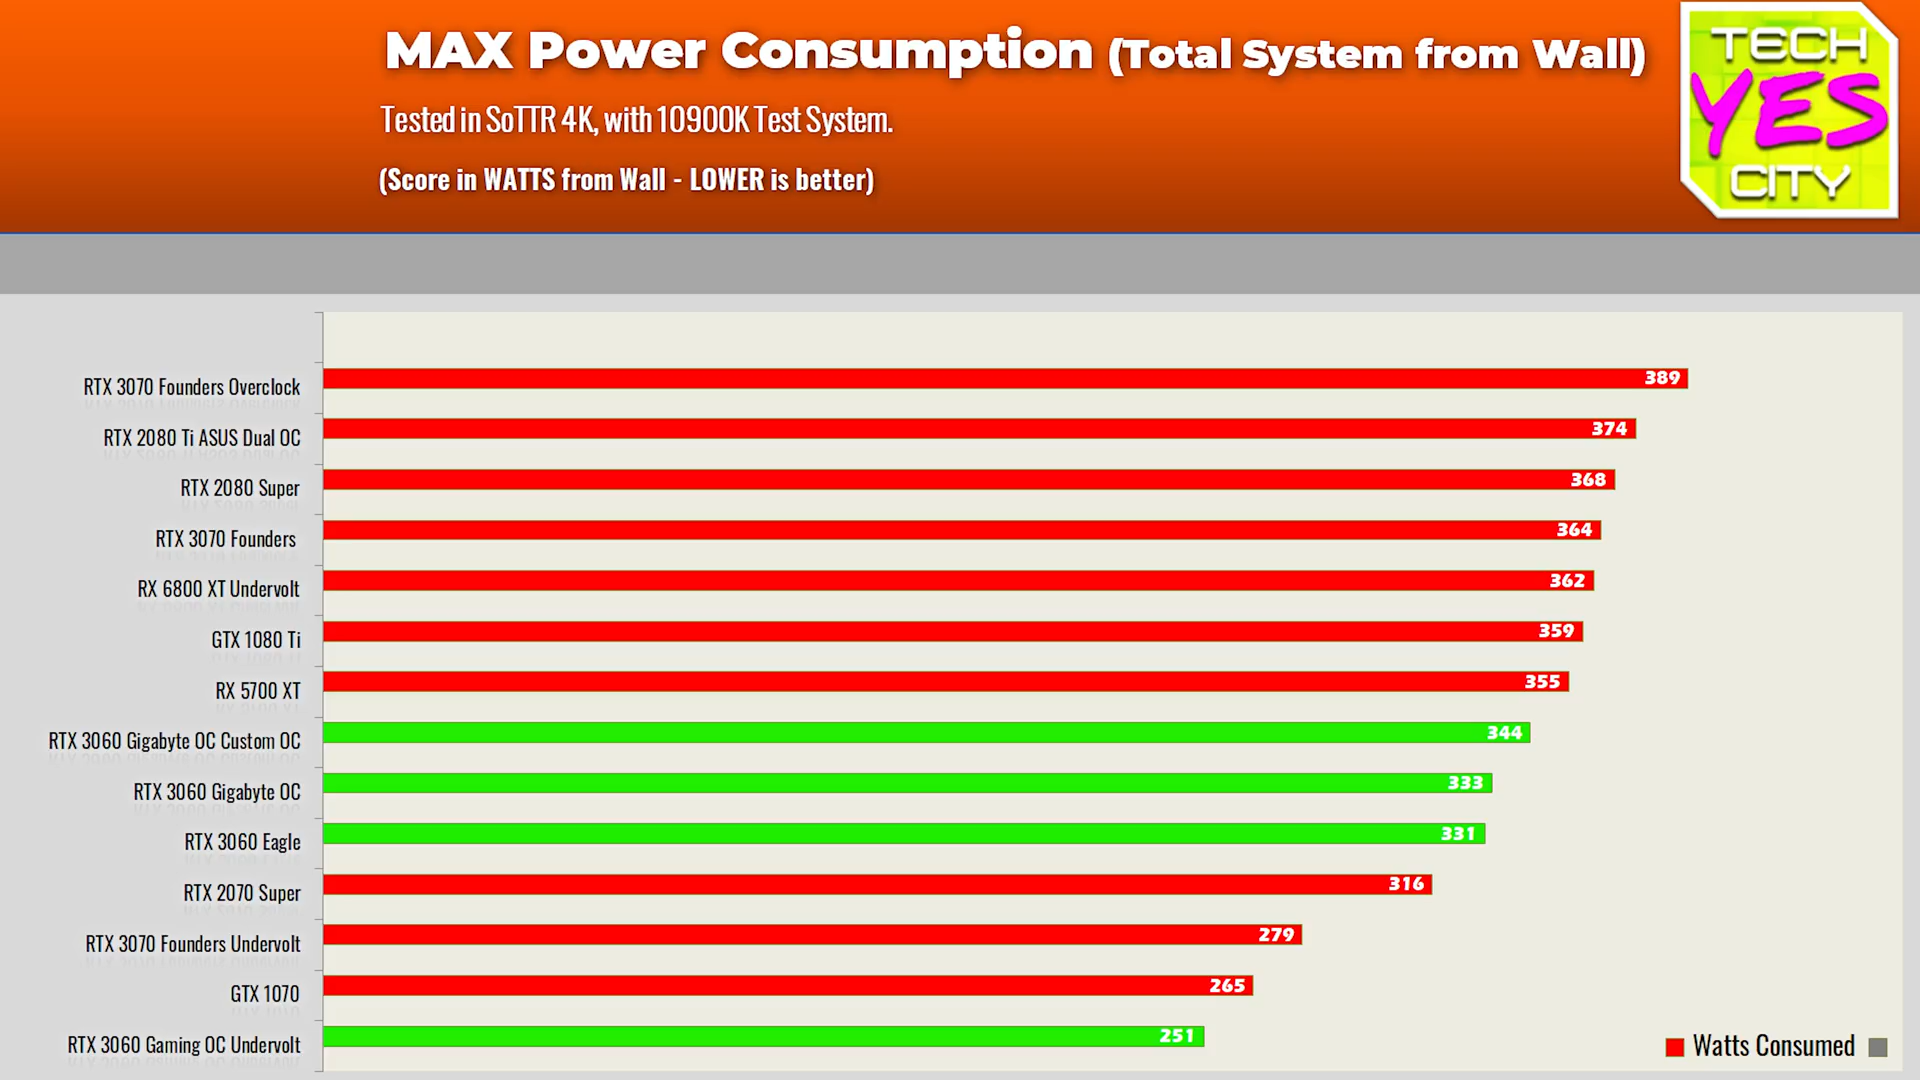 MAX Power Consumption (Total System from Wall)
Tested in SoTTR 4K, with 10900K Test System.
(Score in WATTS from Wall - LOWER is better)
TECH
YES
CITY
RTX 3070 Founders Overclock 389
RTX 2080 Ti ASUS Dual OC 374
RTX 2080 Super 368
RTX 3070 Founders 364
RX 6800 XT Undervolt 362
GTX 1080 Ti 359
RX 5700 XT 355
RTX 3060 Gigabyte OC Custom OC 344
RTX 3060 Gigabyte OC 333
RTX 3060 Eagle 331
RTX 2070 Super 316
RTX 3070 Founders Undervolt 279
GTX 1070 265
RTX 3060 Gaming OC Undervolt 251
Watts Consumed